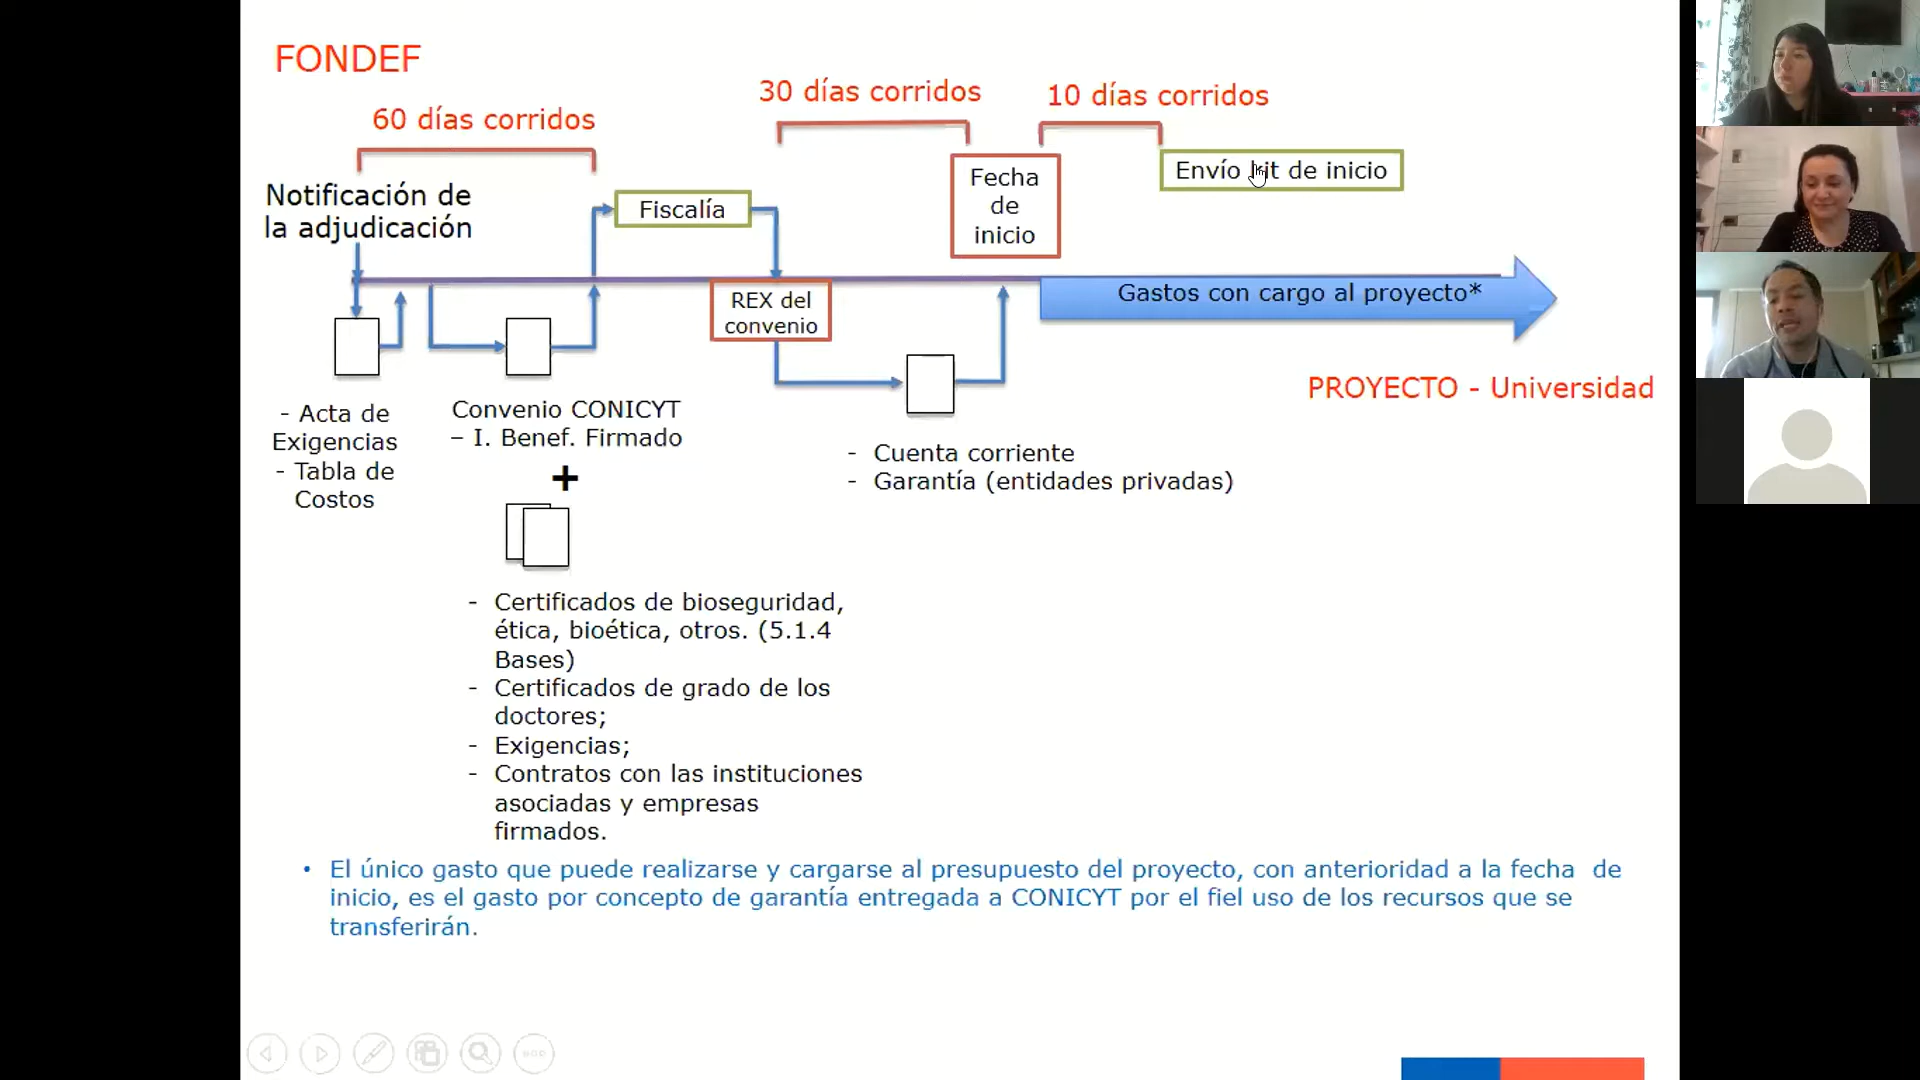 FONDEF
60 días corridos
30 días corridos
10 días corridos
Notificación de
la adjudicación
Fiscalía
Fecha
de
inicio
Envío kit de inicio
REX del
convenio
Gastos con cargo al proyecto*
PROYECTO - Universidad
- Acta de
Exigencias
- Tabla de
Costos
Convenio CONICYT
– I. Benef. Firmado
+
- Cuenta corriente
- Garantía (entidades privadas)
- Certificados de bioseguridad,
ética, bioética, otros. (5.1.4
Bases)
- Certificados de grado de los
doctores;
- Exigencias;
- Contratos con las instituciones
asociadas y empresas
firmados.
• El único gasto que puede realizarse y cargarse al presupuesto del proyecto, con anterioridad a la fecha de
inicio, es el gasto por concepto de garantía entregada a CONICYT por el fiel uso de los recursos que se
transferirán.